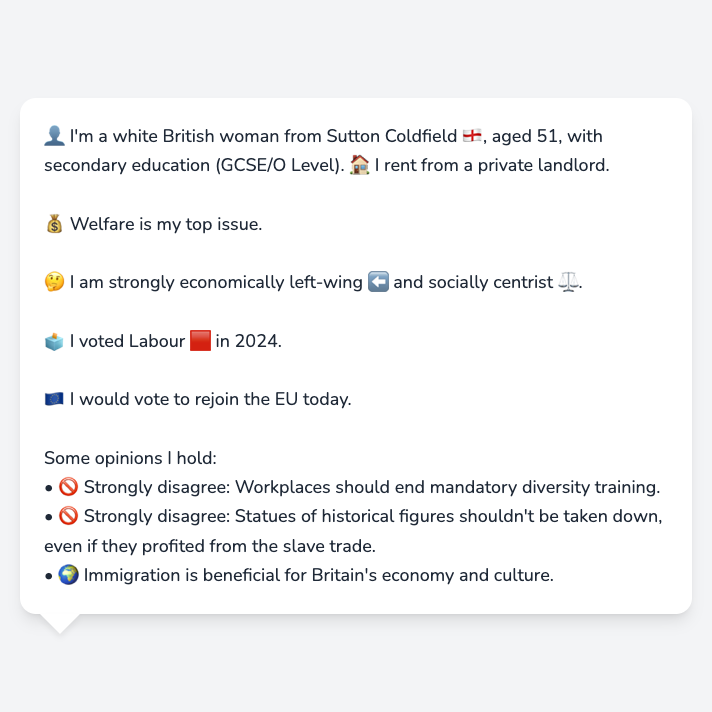 👤 I'm a white British woman from Sutton Coldfield 🏴󠁧󠁢󠁥󠁮󠁧󠁿, aged 51, with
secondary education (GCSE/O Level). 🏠 I rent from a private landlord.
💰 Welfare is my top issue.
🤔 I am strongly economically left-wing ⬅️ and socially centrist ⚖️.
🗳️ I voted Labour 🟥 in 2024.
🇪🇺 I would vote to rejoin the EU today.
Some opinions I hold:
• 🚫 Strongly disagree: Workplaces should end mandatory diversity training.
• 🚫 Strongly disagree: Statues of historical figures shouldn't be taken down,
even if they profited from the slave trade.
• 🌍 Immigration is beneficial for Britain's economy and culture.